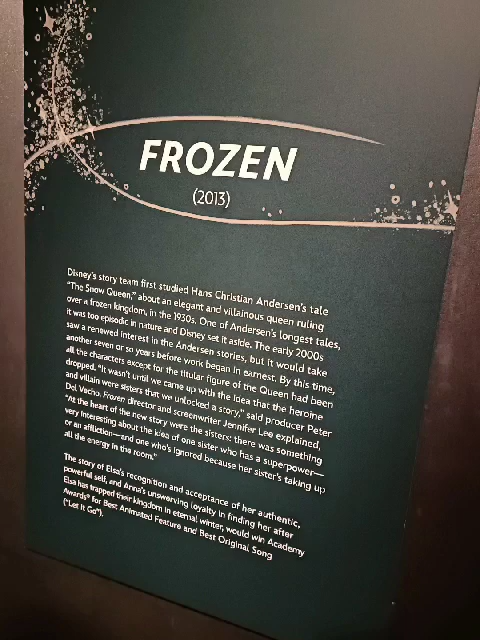 FROZEN
(2013)
Disney's story team first studied Hans Christian Andersen's tale
"The Snow Queen," about an elegant and villainous queen ruling
over a frozen kingdom, in the 1930s. One of Andersen's longest tales,
it was too episodic in nature and Disney set it aside. The early 2000s
saw a renewed interest in the Andersen stories, but it would take
another seven or so years before work began in earnest. By this time,
all the characters except for the titular figure of the Queen had been
dropped. "It wasn't until we came up with the idea that the heroine
and villain were sisters that we unlocked a story," said producer Peter
Del Vecho. Frozen director and screenwriter Jennifer Lee explained,
"At the heart of the new story were the sisters: there was something
very interesting about the idea of one sister who has a superpower—
or an affliction—and one who's ignored because her sister's taking up
all the energy in the room."
The story of Elsa's recognition and acceptance of her authentic,
powerful self, and Anna's unswerving loyalty in finding her after
Elsa has trapped their kingdom in eternal winter, would win Academy
Awards® for Best Animated Feature and Best Original Song
("Let It Go").